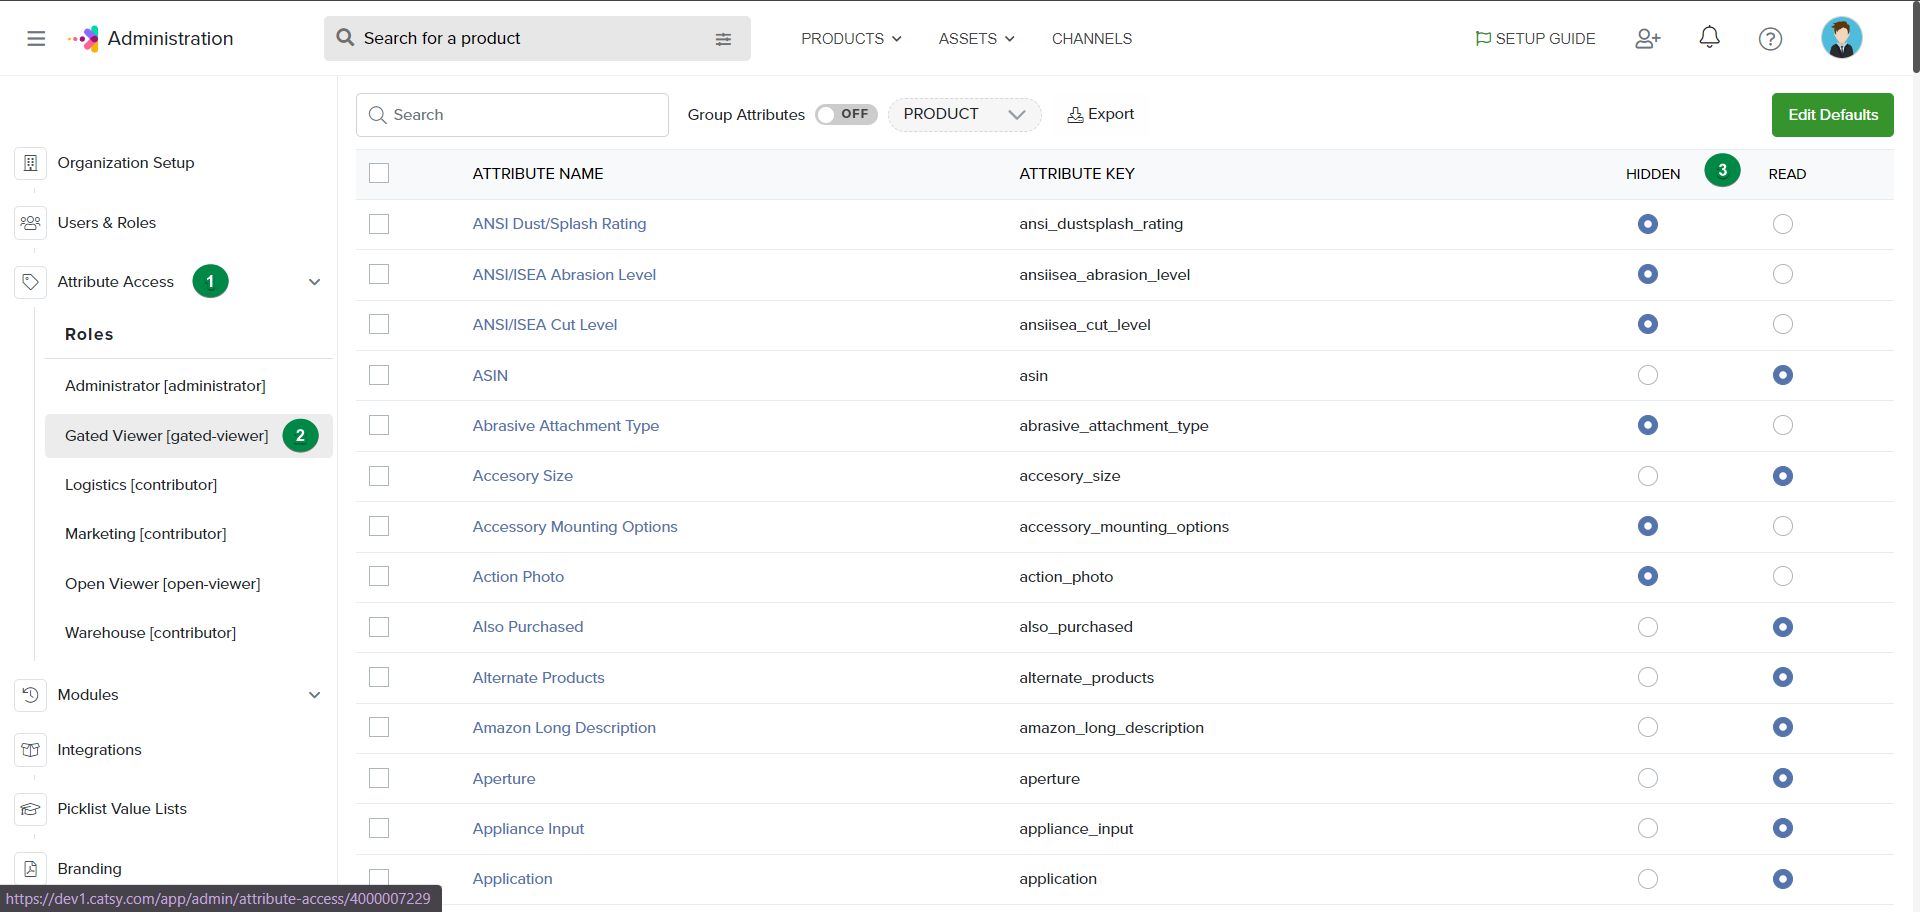 Administration
Search for a product
PRODUCTS
ASSETS
CHANNELS
SETUP GUIDE
Organization Setup
Users & Roles
Attribute Access 1
Roles
Administrator [administrator]
Gated Viewer [gated-viewer] 2
Logistics [contributor]
Marketing [contributor]
Open Viewer [open-viewer]
Warehouse [contributor]
Modules
Integrations
Picklist Value Lists
Branding
Search
Group Attributes OFF PRODUCT Export
Edit Defaults
ATTRIBUTE NAME ATTRIBUTE KEY HIDDEN 3 READ
ANSI Dust/Splash Rating ansi_dustsplash_rating
ANSI/ISEA Abrasion Level ansiisea_abrasion_level
ANSI/ISEA Cut Level ansiisea_cut_level
ASIN asin
Abrasive Attachment Type abrasive_attachment_type
Accesory Size accesory_size
Accessory Mounting Options accessory_mounting_options
Action Photo action_photo
Also Purchased also_purchased
Alternate Products alternate_products
Amazon Long Description amazon_long_description
Aperture aperture
Appliance Input appliance_input
Application application
https://dev1.catsy.com/app/admin/attribute-access/4000007229